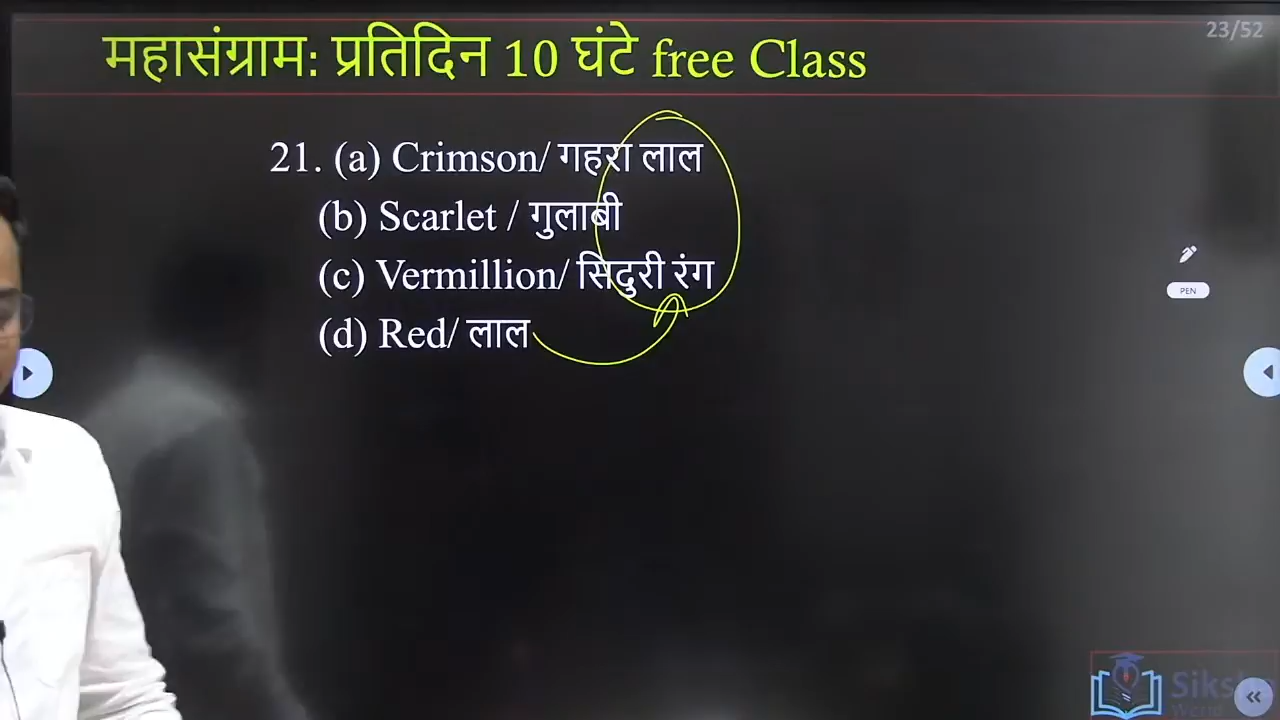 23/52
महासंग्राम: प्रतिदिन 10 घंटे free Class
21. (a) Crimson/ गहरा लाल
(b) Scarlet / गुलाबी
(c) Vermillion/ सिदुरी रंग
(d) Red/ लाल
PEN